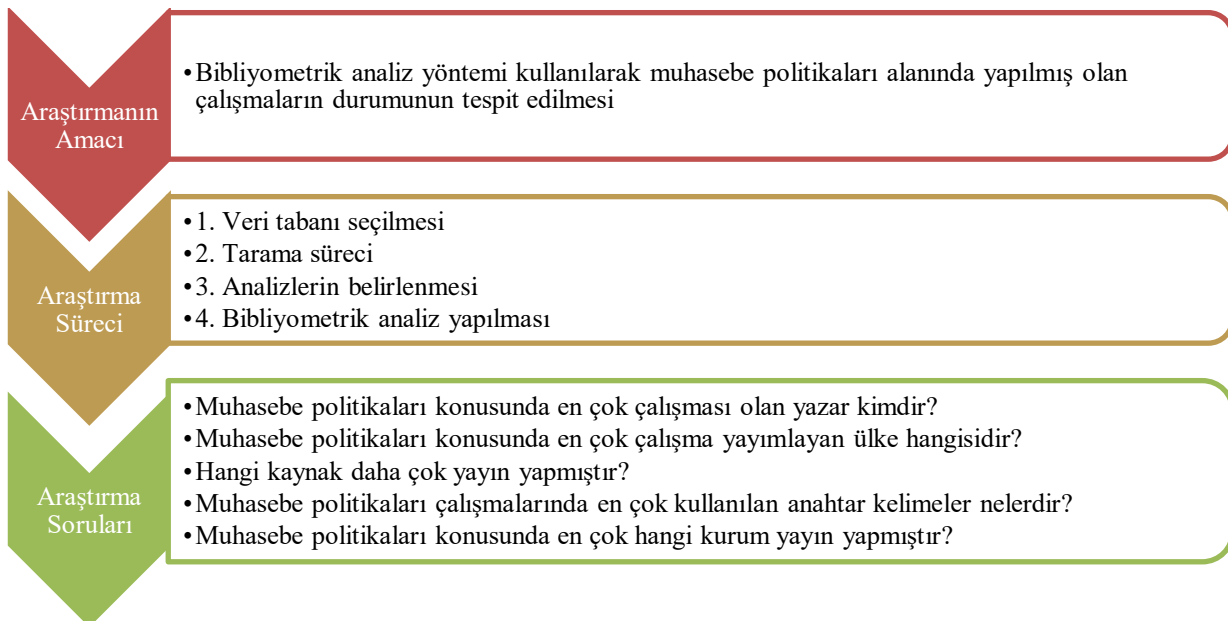 Araştırmanın
Amacı
•Bibliyometrik analiz yöntemi kullanılarak muhasebe politikaları alanında yapılmış olan
çalışmaların durumunun tespit edilmesi
Araştırma
Süreci
•1. Veri tabanı seçilmesi
•2. Tarama süreci
•3. Analizlerin belirlenmesi
•4. Bibliyometrik analiz yapılması
Araştırma
Soruları
•Muhasebe politikaları konusunda en çok çalışması olan yazar kimdir?
•Muhasebe politikaları konusunda en çok çalışma yayımlayan ülke hangisidir?
•Hangi kaynak daha çok yayın yapmıştır?
•Muhasebe politikaları çalışmalarında en çok kullanılan anahtar kelimeler nelerdir?
•Muhasebe politikaları konusunda en çok hangi kurum yayın yapmıştır?